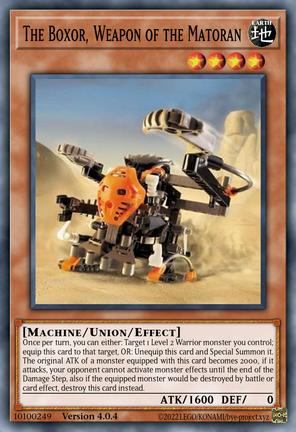 THE BOXOR, WEAPON OF THE MATORAN
EARTH
地
[MACHINE/UNION/EFFECT]
Once per turn, you can either: Target 1 Level 2 Warrior monster you control;
equip this card to that target, OR: Unequip this card and Special Summon it.
The original ATK of a monster equipped with this card becomes 2000, if it
attacks, your opponent cannot activate monster effects until the end of the
Damage Step, also if the equipped monster would be destroyed by battle or
card effect, destroy this card instead.
ATK/1600 DEF/ 0
10100249 Version 4.0.4 ©2022LEGO/KONAMI/bye-project.xyz